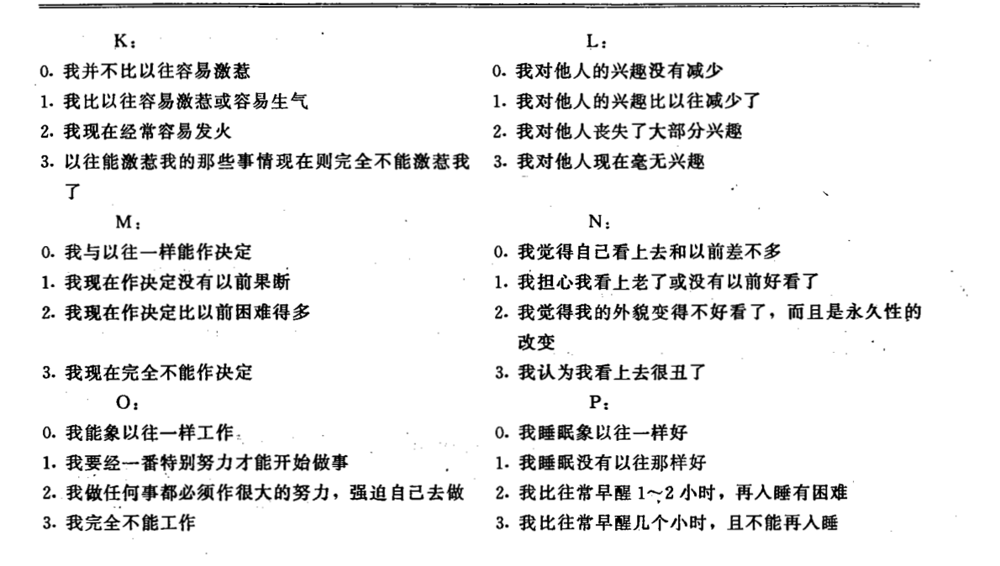 K：
0. 我并不比以往容易激惹
1. 我比以往容易激惹或容易生气
2. 我现在经常容易发火
3. 以往能激惹我的那些事情现在则完全不能激惹我
了
L：
0. 我对他人的兴趣没有减少
1. 我对他人的兴趣比以往减少了
2. 我对他人丧失了大部分兴趣
3. 我对他人现在毫无兴趣
M：
0. 我与以往一样能作决定
1. 我现在作决定没有以前果断
2. 我现在作决定比以前困难得多
3. 我现在完全不能作决定
N：
0. 我觉得自己看上去和以前差不多
1. 我担心我看上老了或没有以前好看了
2. 我觉得我的外貌变得不好看了，而且是永久性的
改变
3. 我认为我看上去很丑了
O：
0. 我能象以往一样工作
1. 我要经一番特别努力才能开始做事
2. 我做任何事都必须作很大的努力，强迫自己去做
3. 我完全不能工作
P：
0. 我睡眠象以往一样好
1. 我睡眠没有以往那样好
2. 我比往常早醒 1～2 小时，再入睡有困难
3. 我比往常早醒几个小时，且不能再入睡